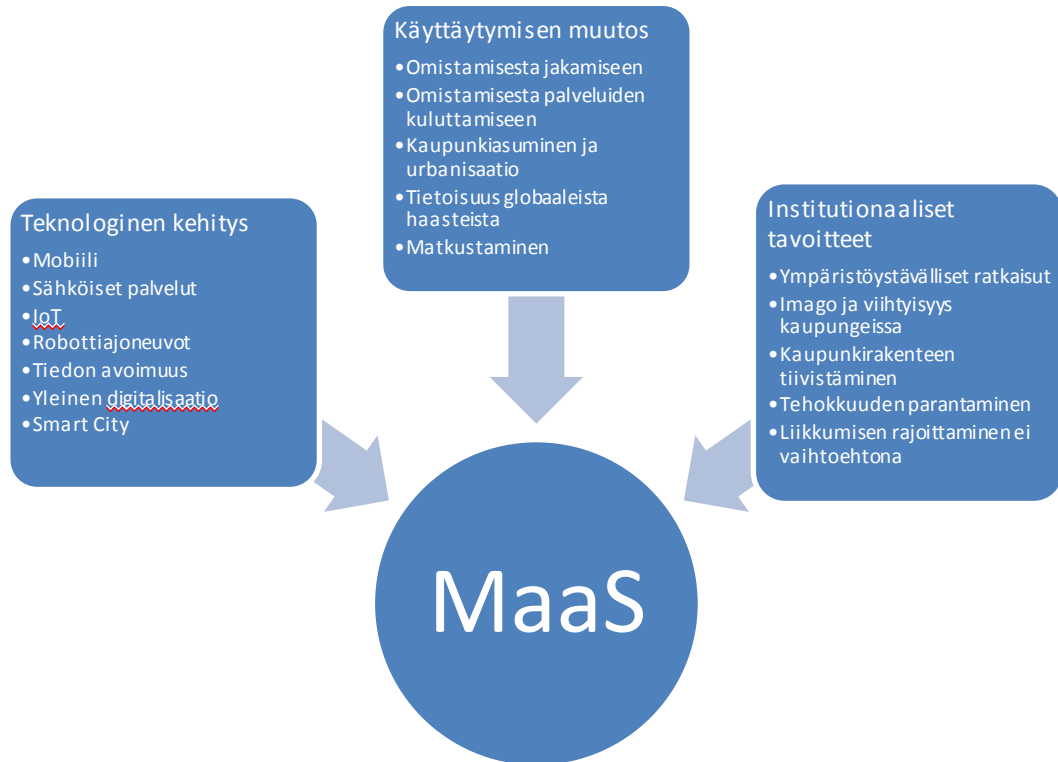 Käyttäytymisen muutos
•Omistamisesta jakamiseen
•Omistamisesta palveluiden
kuluttamiseen
•Kaupunkiasuminen ja
urbanisaatio
•Tietoisuus globaaleista
haasteista
•Matkustaminen
Teknologinen kehitys
•Mobiili
•Sähköiset palvelut
•IoT
•Robottiajoneuvot
•Tiedon avoimuus
•Yleinen digitalisaatio
•Smart City
Institutionaaliset
tavoitteet
•Ympäristöystävälliset ratkaisut
•Imago ja viihtyisyys
kaupungeissa
•Kaupunkirakenteen
tiivistäminen
•Tehokkuuden parantaminen
•Liikkumisen rajoittaminen ei
vaihtoehtona
MaaS